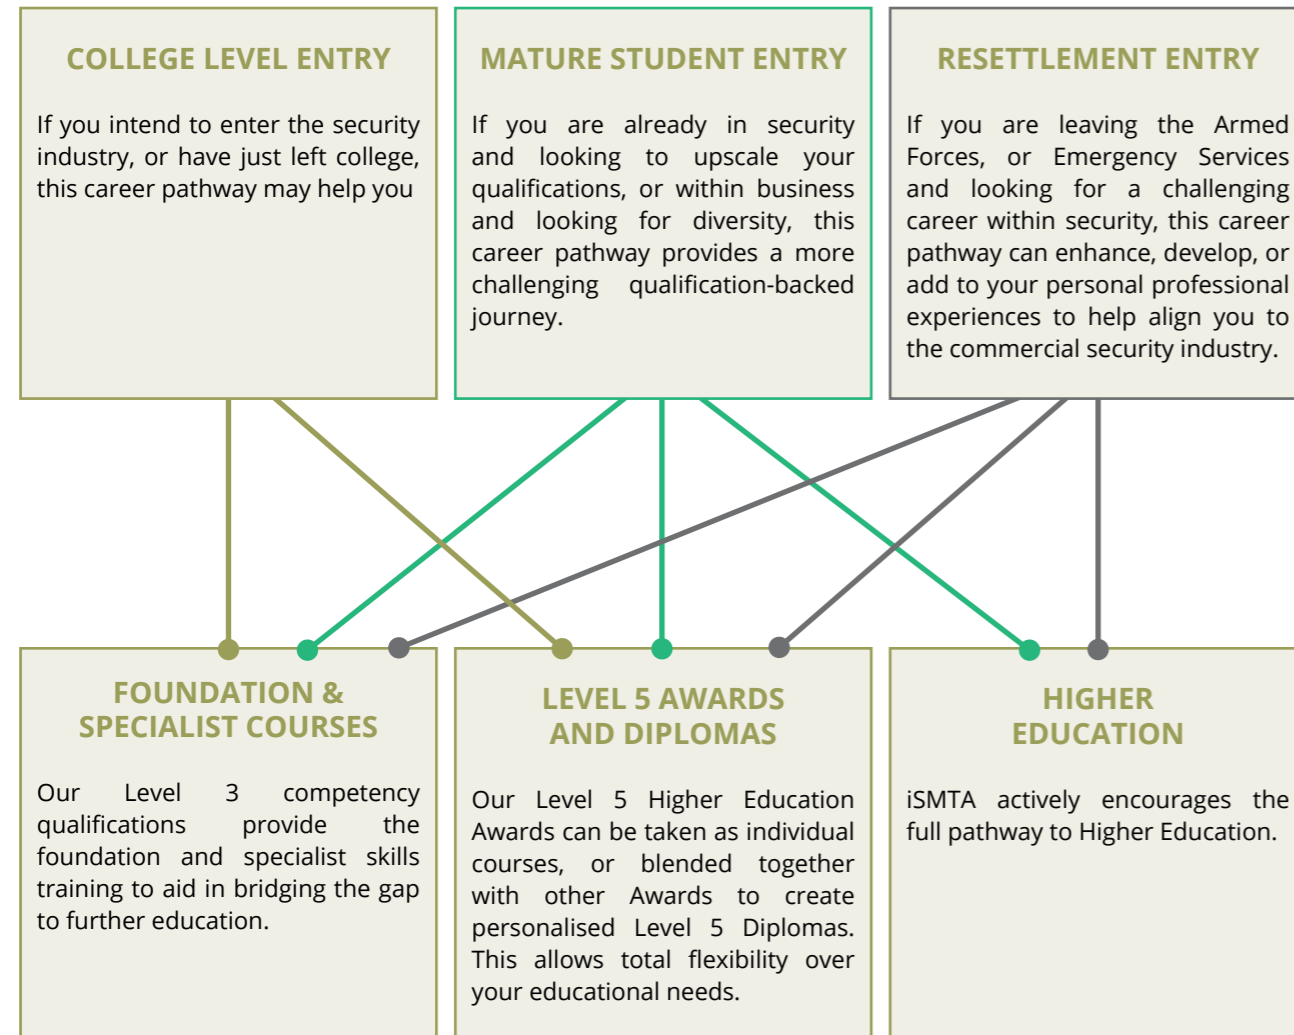 COLLEGE LEVEL ENTRY
If you intend to enter the security
industry, or have just left college,
this career pathway may help you
MATURE STUDENT ENTRY
If you are already in security
and looking to upscale your
qualifications, or within business
and looking for diversity, this
career pathway provides a more
challenging qualification-backed
journey.
RESETTLEMENT ENTRY
If you are leaving the Armed
Forces, or Emergency Services
and looking for a challenging
career within security, this career
pathway can enhance, develop, or
add to your personal professional
experiences to help align you to
the commercial security industry.
FOUNDATION &
SPECIALIST COURSES
Our Level 3 competency
qualifications provide the
foundation and specialist skills
training to aid in bridging the gap
to further education.
LEVEL 5 AWARDS
AND DIPLOMAS
Our Level 5 Higher Education
Awards can be taken as individual
courses, or blended together
with other Awards to create
personalised Level 5 Diplomas.
This allows total flexibility over
your educational needs.
HIGHER
EDUCATION
iSMTA actively encourages the
full pathway to Higher Education.